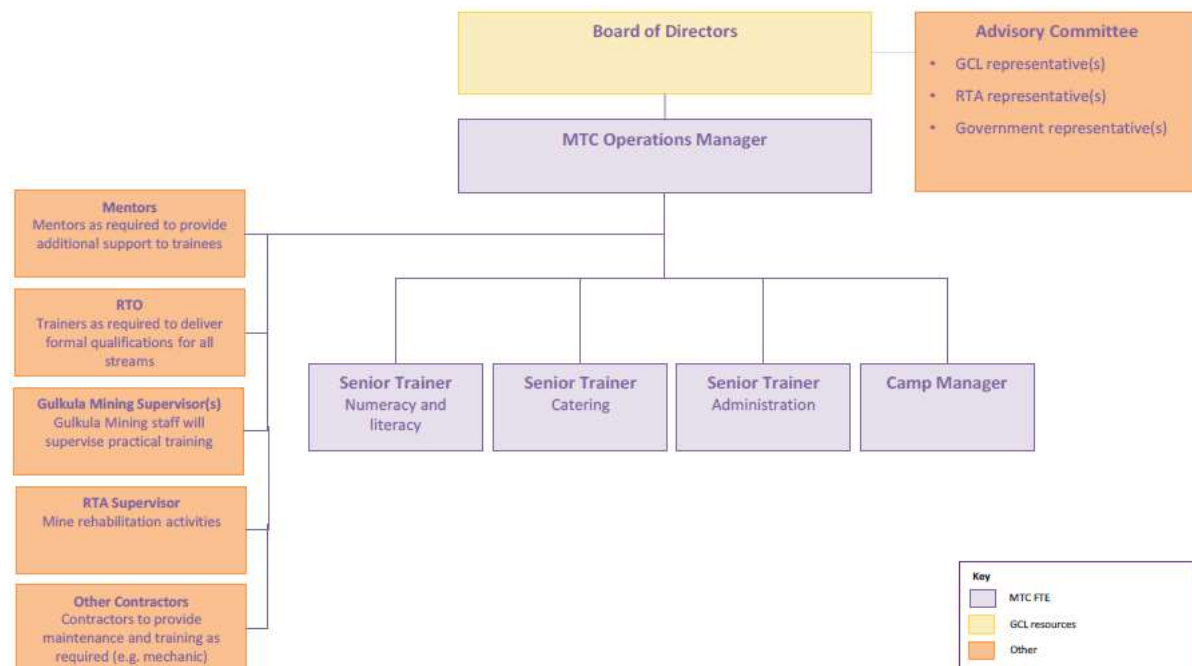 Board of Directors
Advisory Committee
• GCL representative(s)
• RTA representative(s)
• Government representative(s)
MTC Operations Manager
Mentors
Mentors as required to provide
additional support to trainees
RTO
Trainers as required to deliver
formal qualifications for all
streams
Gulkula Mining Supervisor(s)
Gulkula Mining staff will
supervise practical training
RTA Supervisor
Mine rehabilitation activities
Other Contractors
Contractors to provide
maintenance and training as
required (e.g. mechanic)
Senior Trainer
Numeracy and
literacy
Senior Trainer
Catering
Senior Trainer
Administration
Camp Manager
Key
MTC FTE
GCL resources
Other